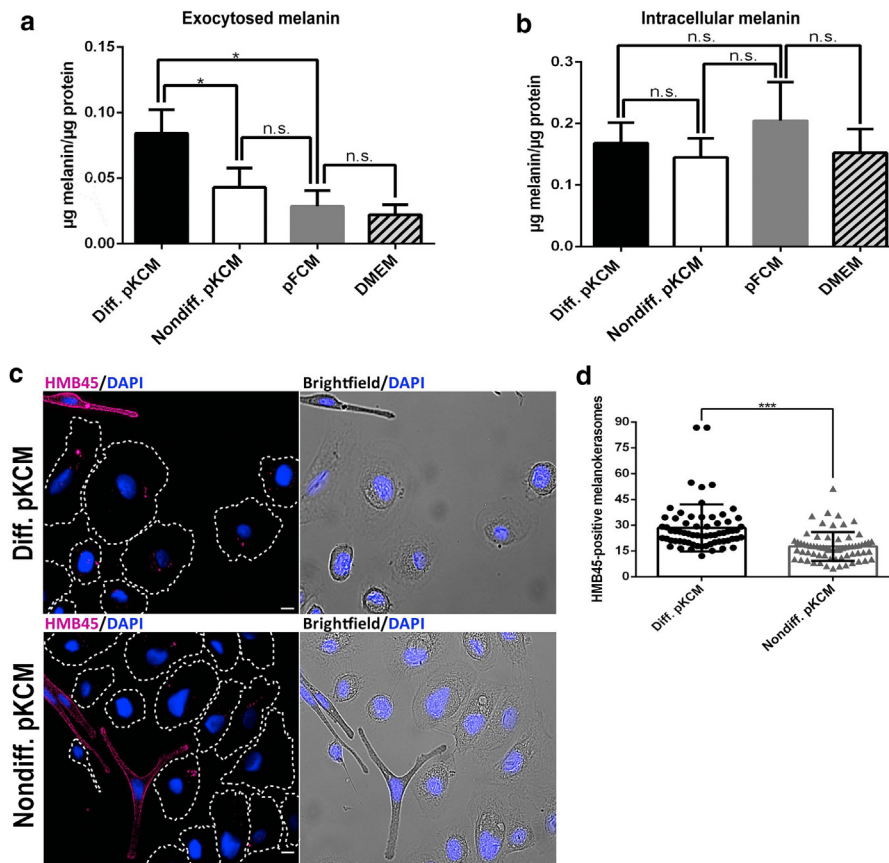 a
Exocytosed melanin
µg melanin/µg protein
0.15
0.10
0.05
0.00
*
*
n.s.
n.s.
Diff. pKCM
Nondiff. pKCM
pFCM
DMEM
b
Intracellular melanin
µg melanin/µg protein
0.3
0.2
0.1
0.0
n.s.
n.s.
n.s.
n.s.
Diff. pKCM
Nondiff. pKCM
pFCM
DMEM
c
HMB45/DAPI
Brightfield/DAPI
Diff. pKCM
HMB45/DAPI
Brightfield/DAPI
Nondiff. pKCM
d
HMB45-positive melanokerasomes
90
75
60
45
30
15
0
***
Diff. pKCM
Nondiff. pKCM